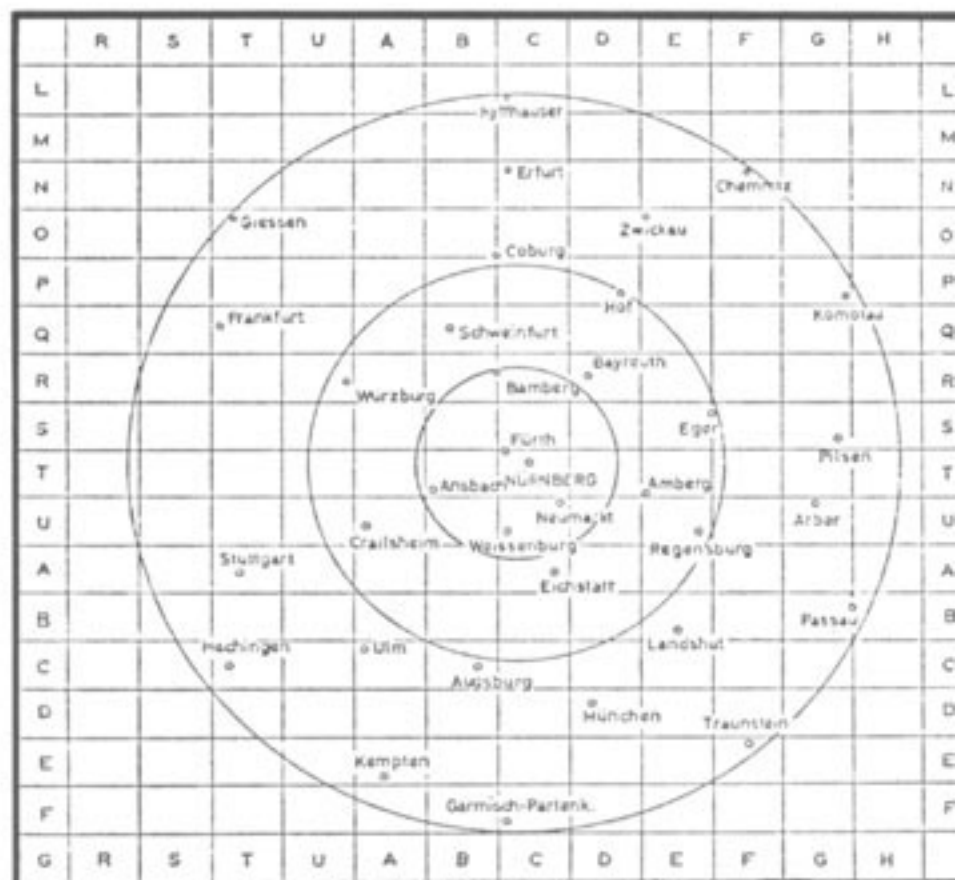 R S T U A B C D E F G H
L L
Kyffhäuser
M M
N Erfurt Chemnitz N
O Giessen Zwickau O
Coburg
P Hof P
Frankfurt Komotau
Q Schweinfurt Q
Bayreuth
R Würzburg Bamberg R
S Eger S
Fürth Pilsen
T Ansbach NÜRNBERG Amberg T
Neumarkt Arber
U Crailsheim Weissenburg Regensburg U
Stuttgart
A Eichstätt A
B Passau B
Hechingen Ulm Landshut
C Augsburg C
D München Traunstein D
E Kempten E
Garmisch-Partenk.
F F
G R S T U A B C D E F G H